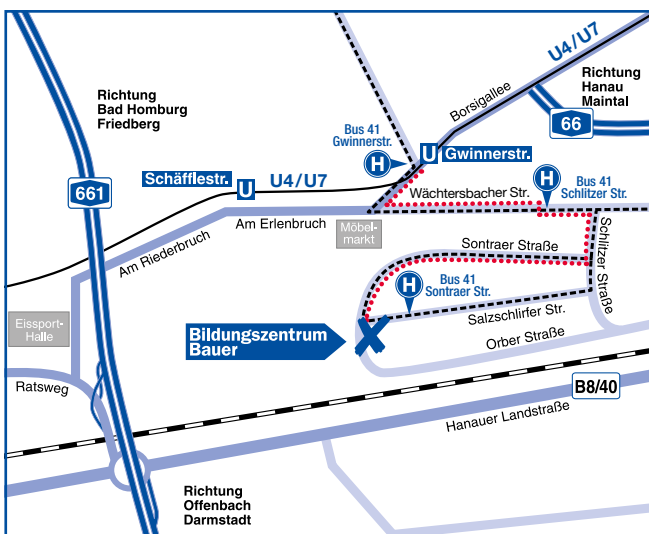 U4/U7
Richtung
Bad Homburg
Friedberg
Richtung
Hanau
Maintal
66
Borsigallee
Bus 41
Gwinnerstr.
H
U
Gwinnerstr.
661
Schäfflestr.
U
U4/U7
Wächtersbacher Str.
H
Bus 41
Schlitzer Str.
Am Erlenbruch
Möbel-
markt
Am Riederbruch
Sontraer Straße
Schlitzer Straße
H
Bus 41
Sontraer Str.
Eissport-
Halle
Bildungszentrum
Bauer
Salzschlirfer Str.
Orber Straße
Ratsweg
B8/40
Hanauer Landstraße
Richtung
Offenbach
Darmstadt